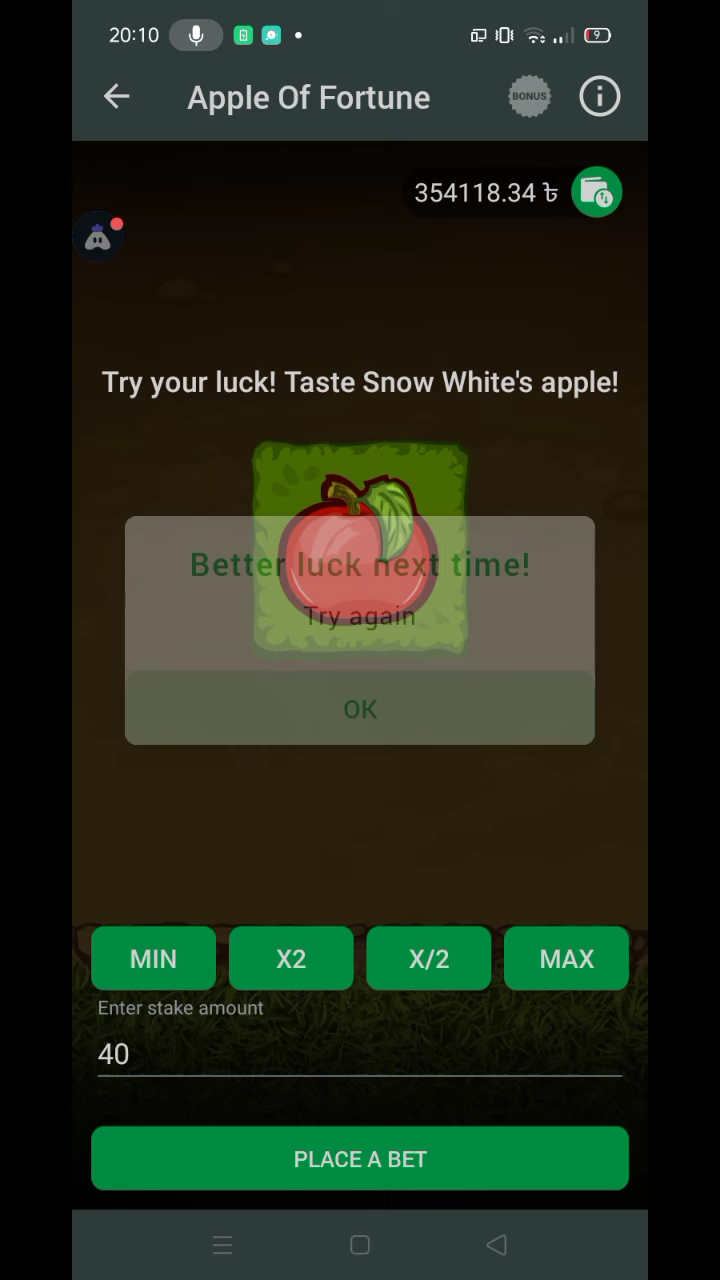 20:10
9
Apple Of Fortune
BONUS
354118.34 ৳
Try your luck! Taste Snow White's apple!
Better luck next time!
Try again
OK
MIN X2 X/2 MAX
Enter stake amount
40
PLACE A BET